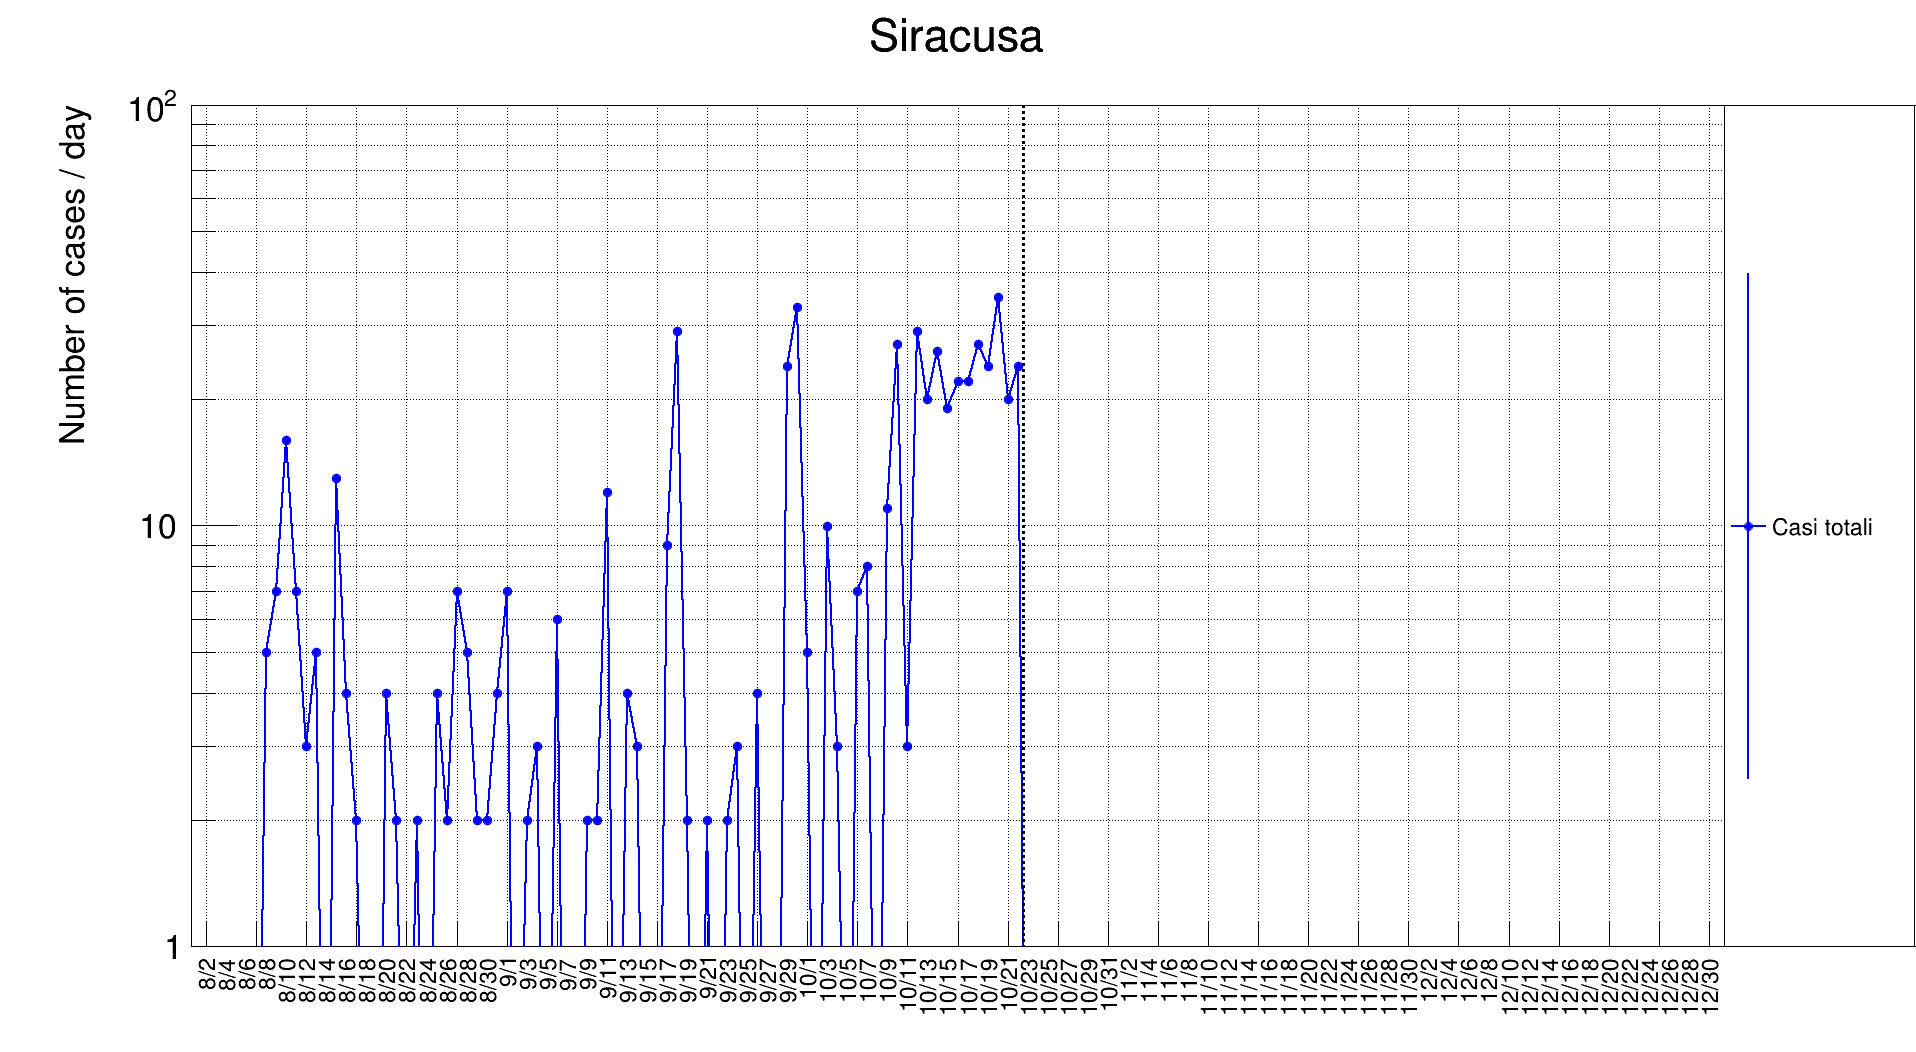 Siracusa
Number of cases / day
10²
10
1
8/2 8/4 8/6 8/8 8/10 8/12 8/14 8/16 8/18 8/20 8/22 8/24 8/26 8/28 8/30 9/1 9/3 9/5 9/7 9/9 9/11 9/13 9/15 9/17 9/19 9/21 9/23 9/25 9/27 9/29 10/1 10/3 10/5 10/7 10/9 10/11 10/13 10/15 10/17 10/19 10/21 10/23 10/25 10/27 10/29 10/31 11/2 11/4 11/6 11/8 11/10 11/12 11/14 11/16 11/18 11/20 11/22 11/24 11/26 11/28 11/30 12/2 12/4 12/6 12/8 12/10 12/12 12/14 12/16 12/18 12/20 12/22 12/24 12/26 12/28 12/30
Casi totali